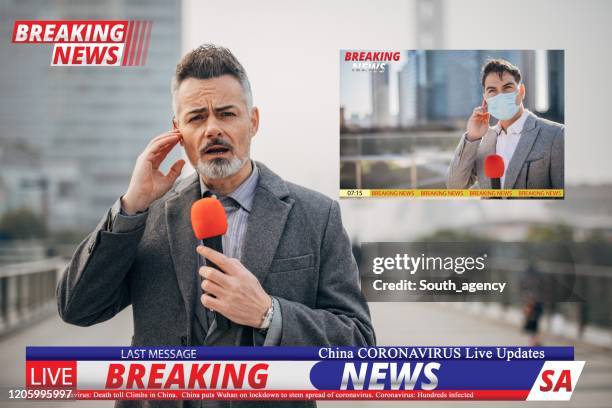 BREAKING
NEWS
BREAKING
NEWS
07:15 BREAKING NEWS BREAKING NEWS BREAKING NEWS BREAKING NEWS
gettyimages
Credit: South_agency
LAST MESSAGE China CORONAVIRUS Live Updates
LIVE BREAKING NEWS SA
virus: Death toll Climbs in China. China puts Wuhan on lockdown to stem spread of coronavirus. Coronavirus: Hundreds infected
1205995997